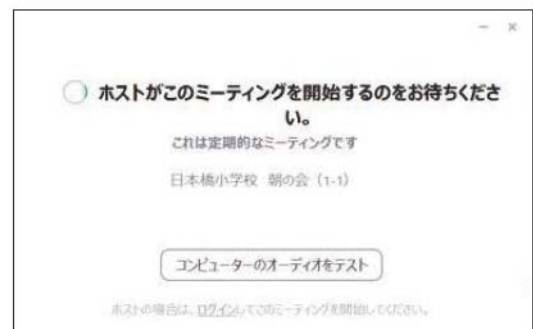 ホストがこのミーティングを開始するのをお待ちくださ
い。
これは定期的なミーティングです
日本橋小学校 朝の会 (1-1)
コンピューターのオーディオをテスト
ホストの場合は、ログインしてこのミーティングを開始してください。